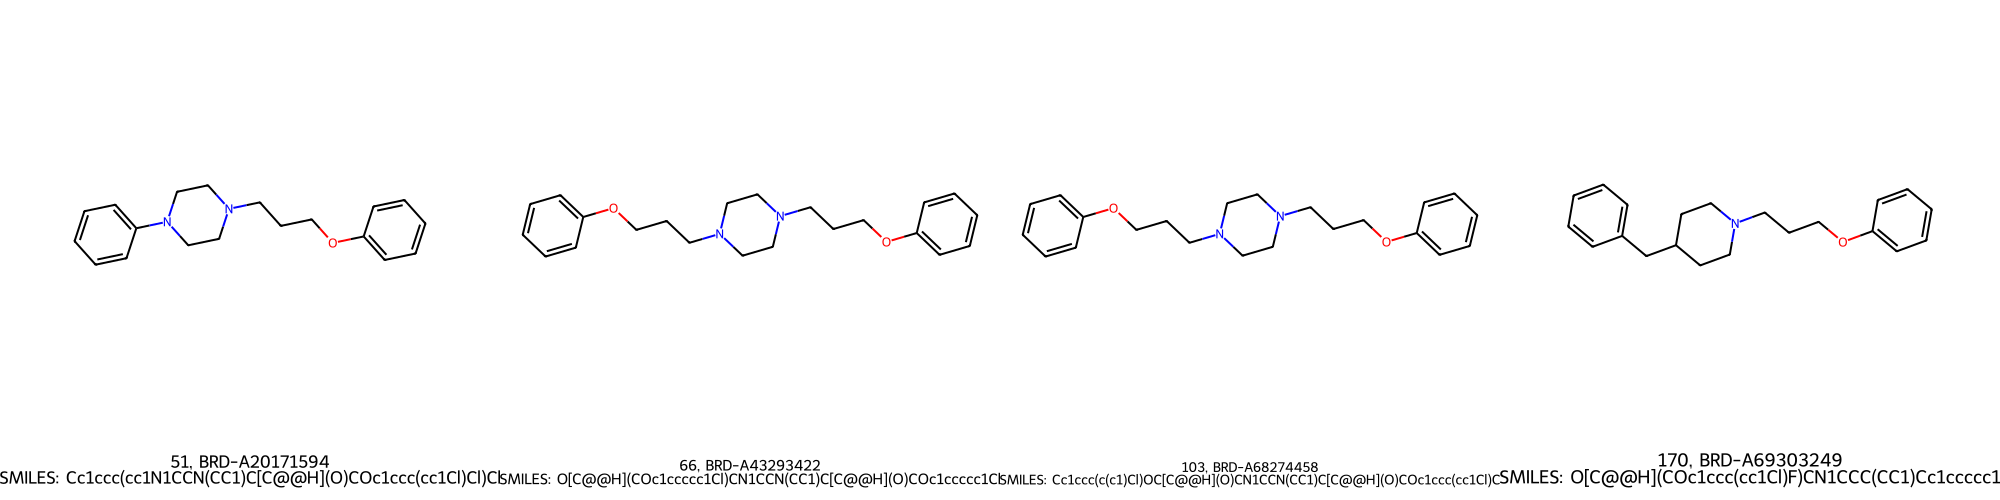 N N O
51, BRD-A20171594
SMILES: Cc1ccc(cc1N1CCN(CC1)C[C@@H](O)COc1ccc(cc1Cl)Cl)Cl
O N N O
66, BRD-A43293422
SMILES: O[C@@H](COc1ccccc1Cl)CN1CCN(CC1)C[C@@H](O)COc1ccccc1Cl
O N N O
103, BRD-A68274458
SMILES: Cc1ccc(c(c1)Cl)OC[C@@H](O)CN1CCN(CC1)C[C@@H](O)COc1ccc(cc1Cl)C
N O
170, BRD-A69303249
SMILES: O[C@@H](COc1ccc(cc1Cl)F)CN1CCC(CC1)Cc1ccccc1